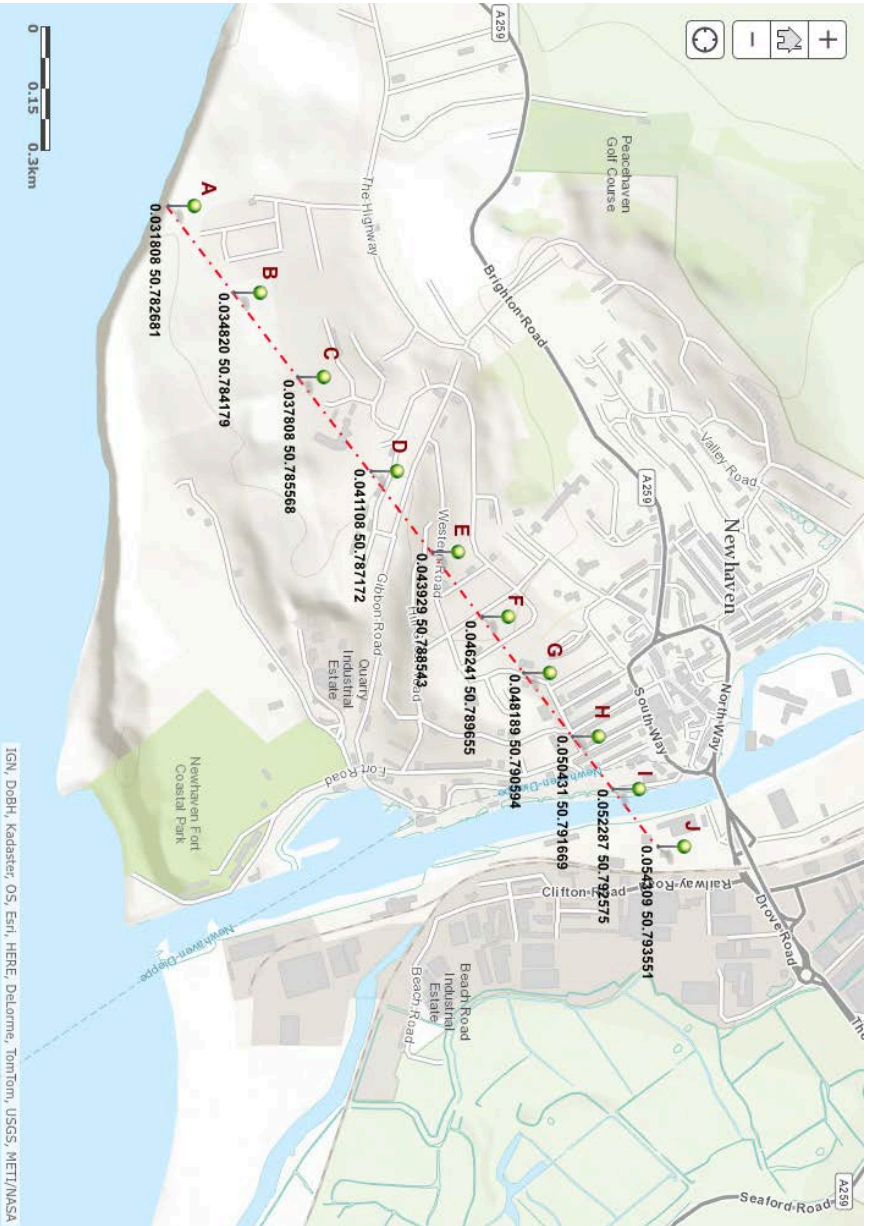 +
−
A259
The
Seaford Road
Drove Road
North Way
Newhaven
Valley Road
Railway Road
J
0.054309 50.793551
South Way
A259
I
0.052287 50.792575
Peacehaven
Golf Course
H
0.050431 50.791669
Newhaven-Dieppe
Clifton Road
G
0.048189 50.790594
Brighton Road
F
0.046241 50.789655
A259
E
Western Road
0.043929 50.788543
Hill Road
Beach Road
Industrial
Estate
Beach Road
D
0.041108 50.787172
Gibbon Road
The Highway
Quarry
Industrial
Estate
Fort Road
C
0.037808 50.785568
B
0.034820 50.784179
Newhaven-Dieppe
A
0.031808 50.782681
Newhaven Fort
Coastal Park
0 0.15 0.3km
IGN, DoBH, Kadaster, OS, Esri, HERE, DeLorme, TomTom, USGS, METI/NASA